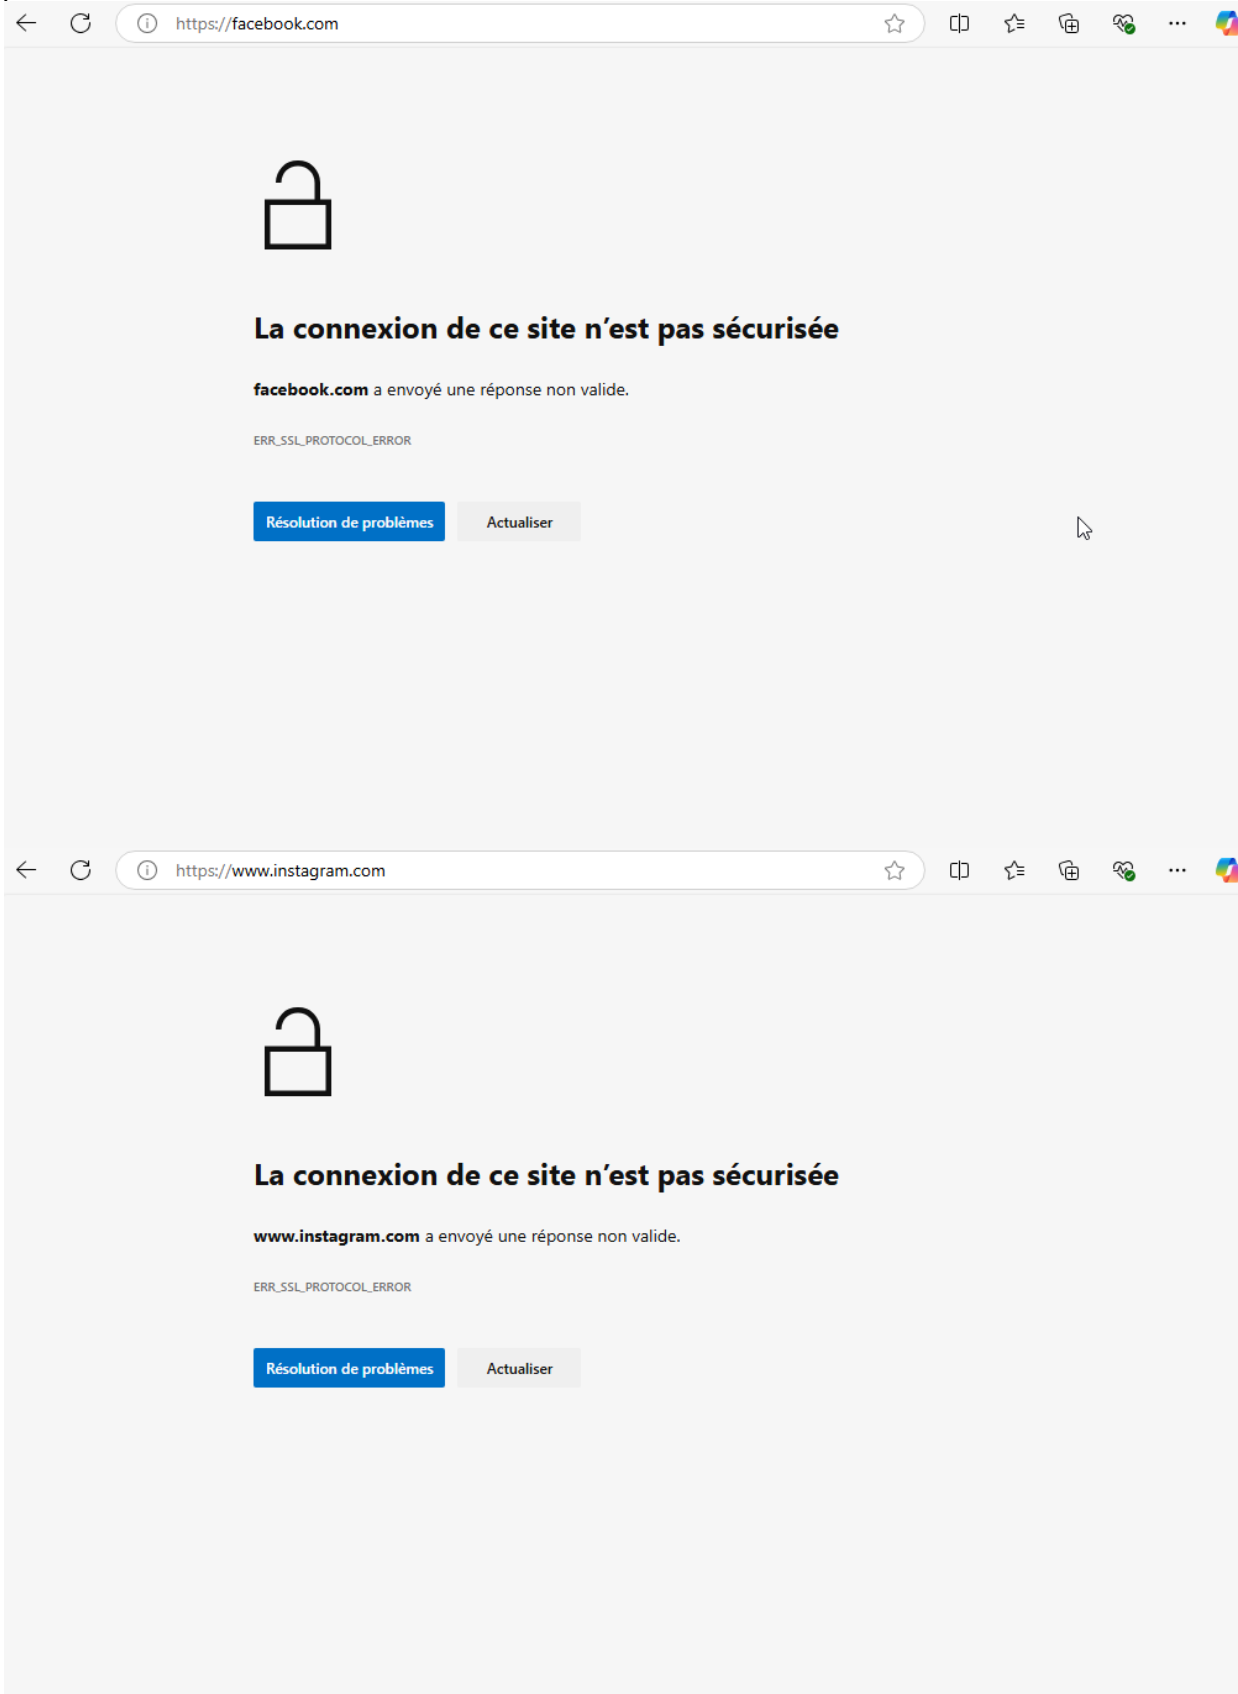 https://facebook.com
La connexion de ce site n’est pas sécurisée
facebook.com a envoyé une réponse non valide.
ERR_SSL_PROTOCOL_ERROR
Résolution de problèmes
Actualiser
https://www.instagram.com
La connexion de ce site n’est pas sécurisée
www.instagram.com a envoyé une réponse non valide.
ERR_SSL_PROTOCOL_ERROR
Résolution de problèmes
Actualiser